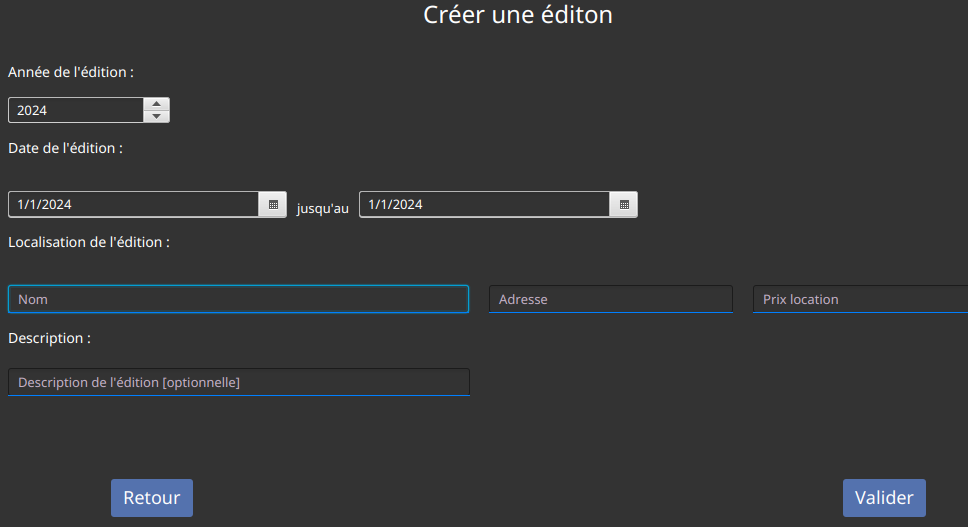 Créer une éditon
Année de l'édition :
2024
Date de l'édition :
1/1/2024 jusqu'au 1/1/2024
Localisation de l'édition :
Nom Adresse Prix location
Description :
Description de l'édition [optionnelle]
Retour Valider